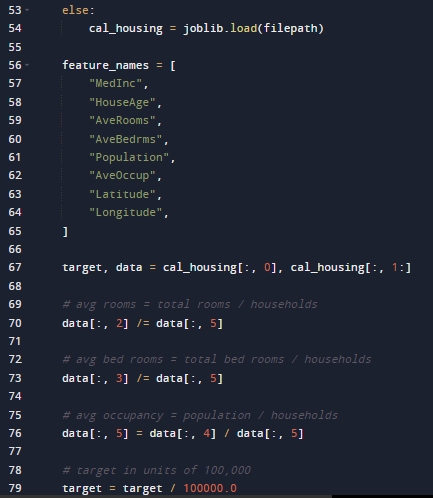 53 else:
54 cal_housing = joblib.load(filepath)
55
56 feature_names = [
57 "MedInc",
58 "HouseAge",
59 "AveRooms",
60 "AveBedrms",
61 "Population",
62 "AveOccup",
63 "Latitude",
64 "Longitude",
65 ]
66
67 target, data = cal_housing[:, 0], cal_housing[:, 1:]
68
69 # avg rooms = total rooms / households
70 data[:, 2] /= data[:, 5]
71
72 # avg bed rooms = total bed rooms / households
73 data[:, 3] /= data[:, 5]
74
75 # avg occupancy = population / households
76 data[:, 5] = data[:, 4] / data[:, 5]
77
78 # target in units of 100,000
79 target = target / 100000.0